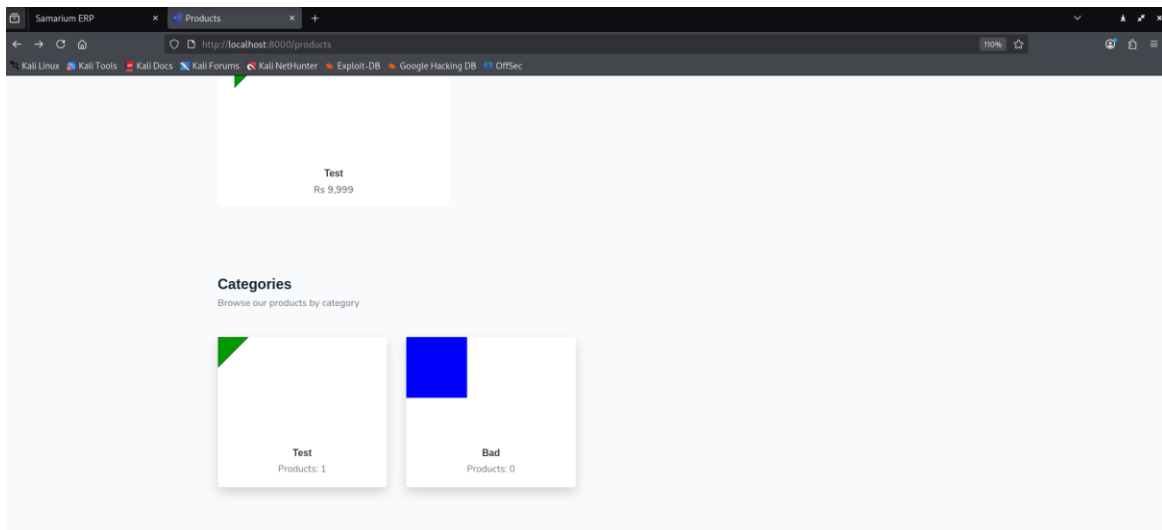 Samarium ERP
Products
http://localhost:8000/products
110%
Kali Linux Kali Tools Kali Docs Kali Forums Kali NetHunter Exploit-DB Google Hacking DB OffSec
Test
Rs 9,999
Categories
Browse our products by category
Test
Products: 1
Bad
Products: 0